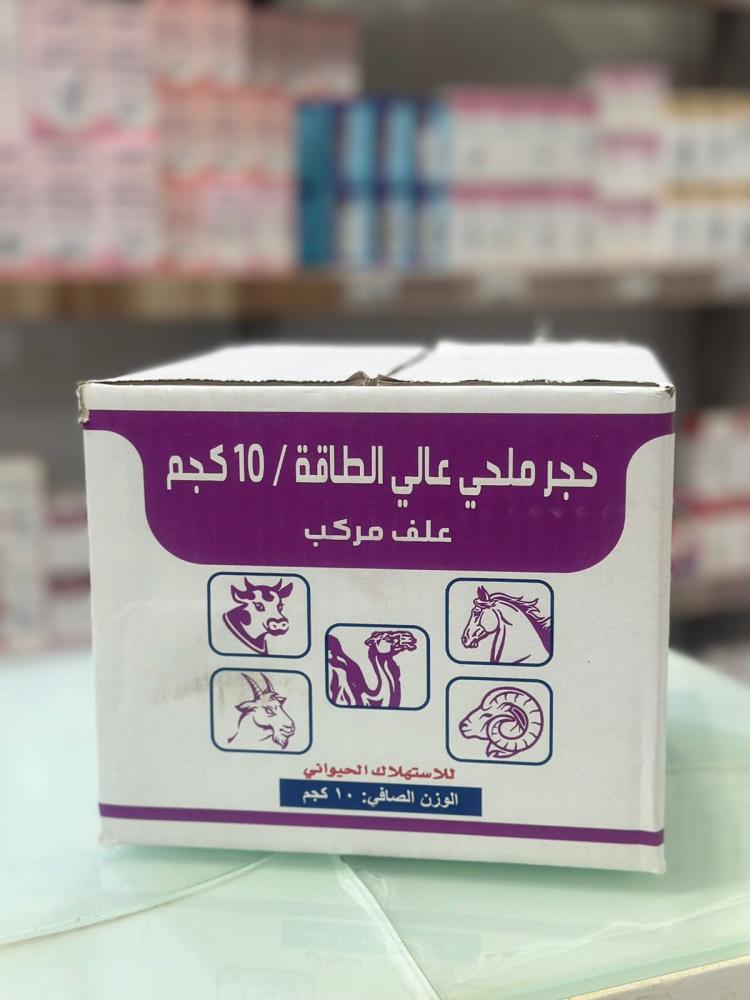 حجر ملحي عالي الطاقة / 10 كجم
علف مركب
للاستهلاك الحيواني
الوزن الصافي: ١٠ كجم